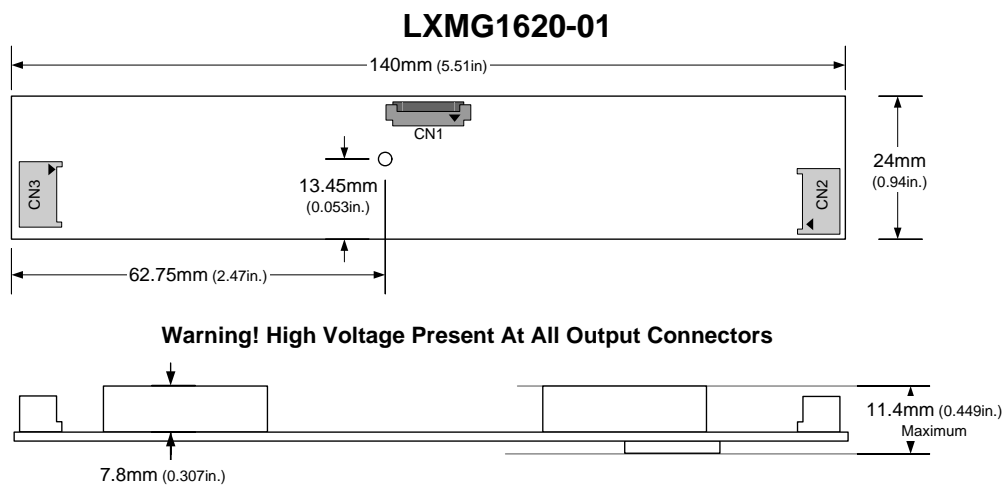 LXMG1620-01
140mm (5.51in)
CN1
24mm
(0.94in.)
13.45mm
(0.053in.)
CN3
CN2
62.75mm (2.47in.)
Warning! High Voltage Present At All Output Connectors
11.4mm (0.449in.)
Maximum
7.8mm (0.307in.)